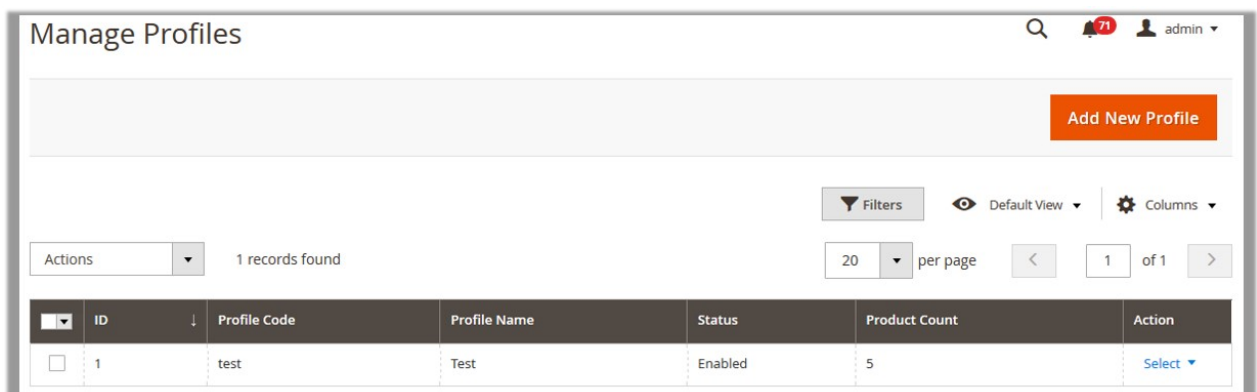 Manage Profiles
71 admin
Add New Profile
Filters Default View Columns
Actions 1 records found 20 per page 1 of 1
ID ↓ Profile Code Profile Name Status Product Count Action
1 test Test Enabled 5 Select